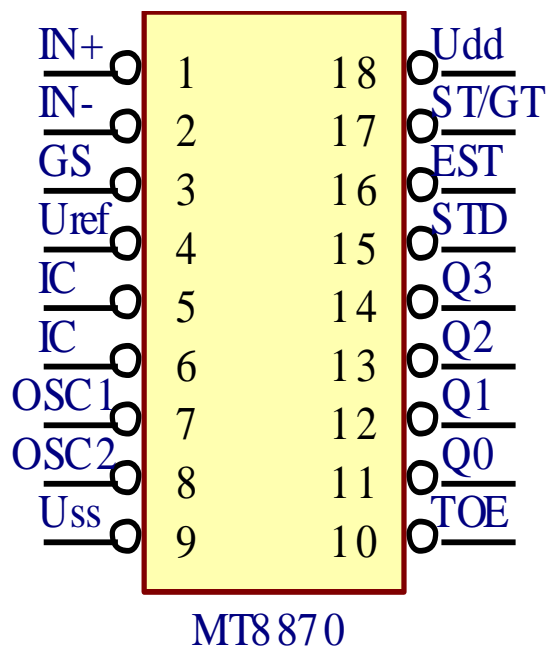 IN+ 1 18 Udd
IN- 2 17 ST/GT
GS 3 16 EST
Uref 4 15 STD
IC 5 14 Q3
IC 6 13 Q2
OSC1 7 12 Q1
OSC2 8 11 Q0
Uss 9 10 TOE
MT8870